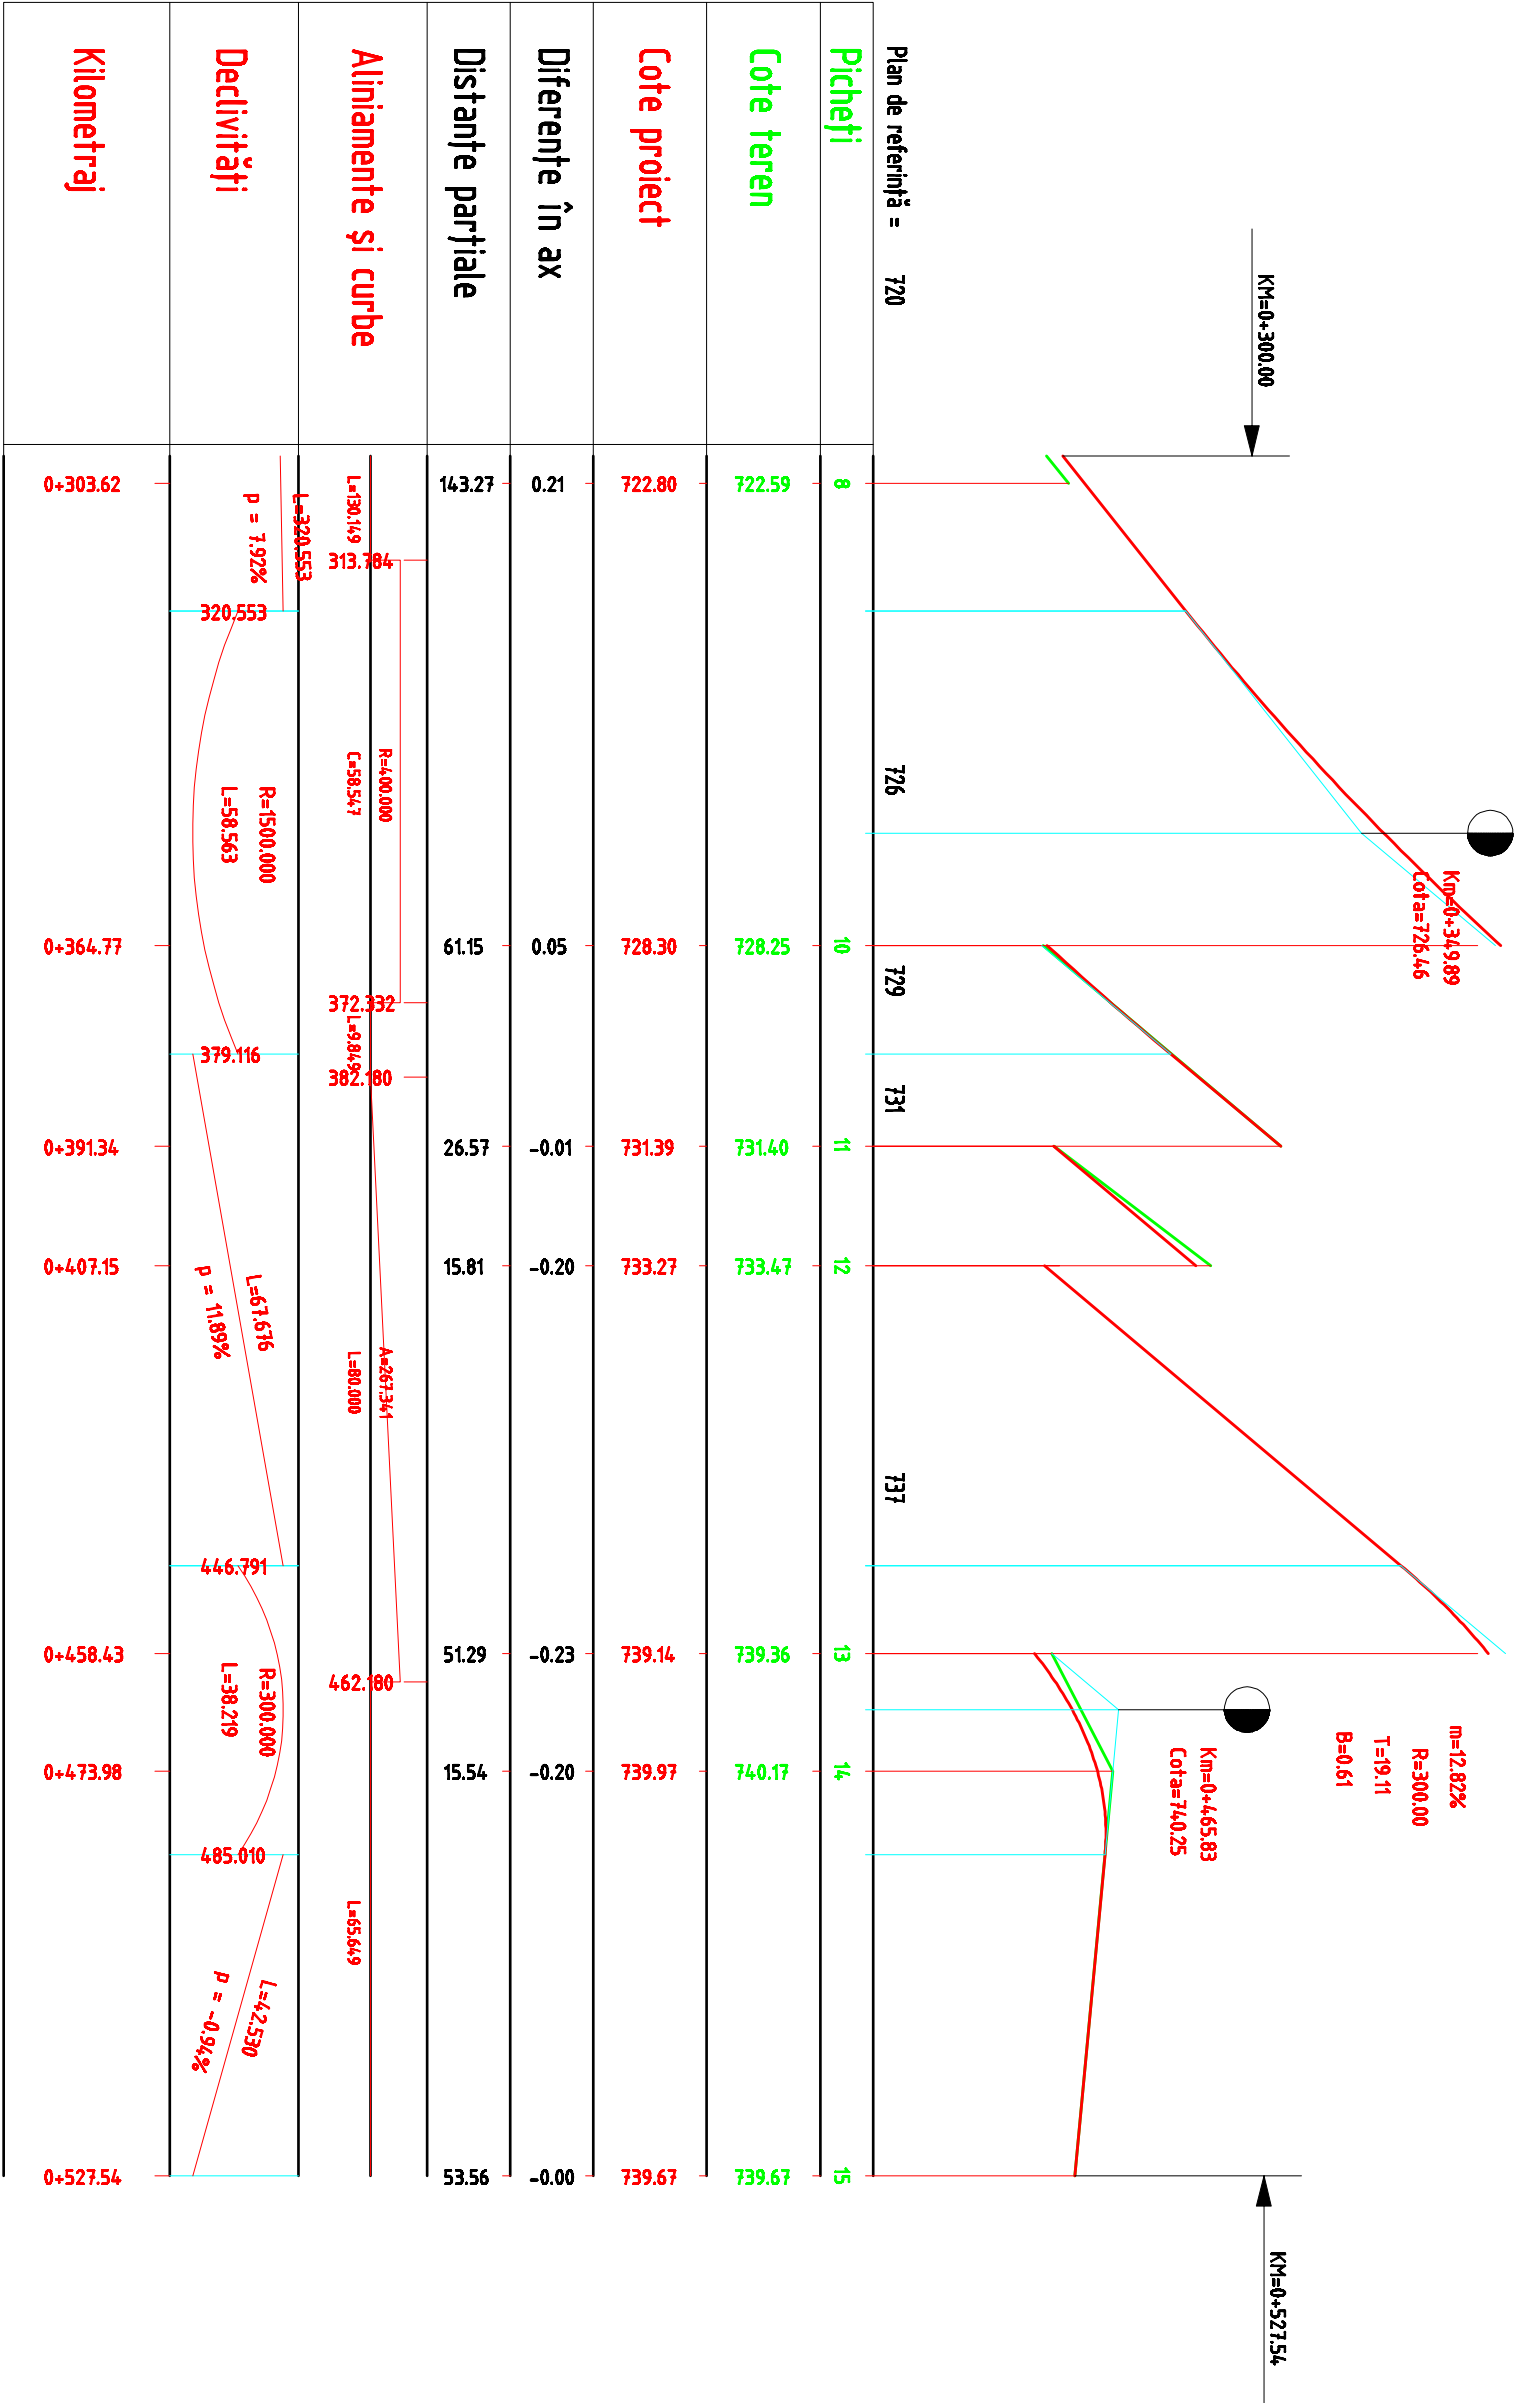 KM=0+300.00
KM=0+527.54
Km=0+349.89
Cota=726.46
m=12.82%
R=300.00
T=19.11
B=0.61
Km=0+465.83
Cota=740.25
Plan de referință = 720 726 729 731 737
Picheți 8 10 11 12 13 14 15
Cote teren 722.59 728.25 731.40 733.47 739.36 740.17 739.67
Cote proiect 722.80 728.30 731.39 733.27 739.14 739.97 739.67
Diferențe în ax 0.21 0.05 -0.01 -0.20 -0.23 -0.20 -0.00
Distanțe parțiale 143.27 61.15 26.57 15.81 51.29 15.54 53.56
Aliniamente și curbe
R=400.000 A=267.341
313.784 372.332 382.180 462.180
L=130.149 C=58.547 L=9.849 L=80.000 L=65.649
Declivități
L=320.553
p = 7.92%
320.553
R=1500.000
L=58.563
379.116
L=67.676
p = 11.89%
446.791
R=300.000
L=38.219
485.010
L=42.530
p = -0.94%
Kilometraj 0+303.62 0+364.77 0+391.34 0+407.15 0+458.43 0+473.98 0+527.54